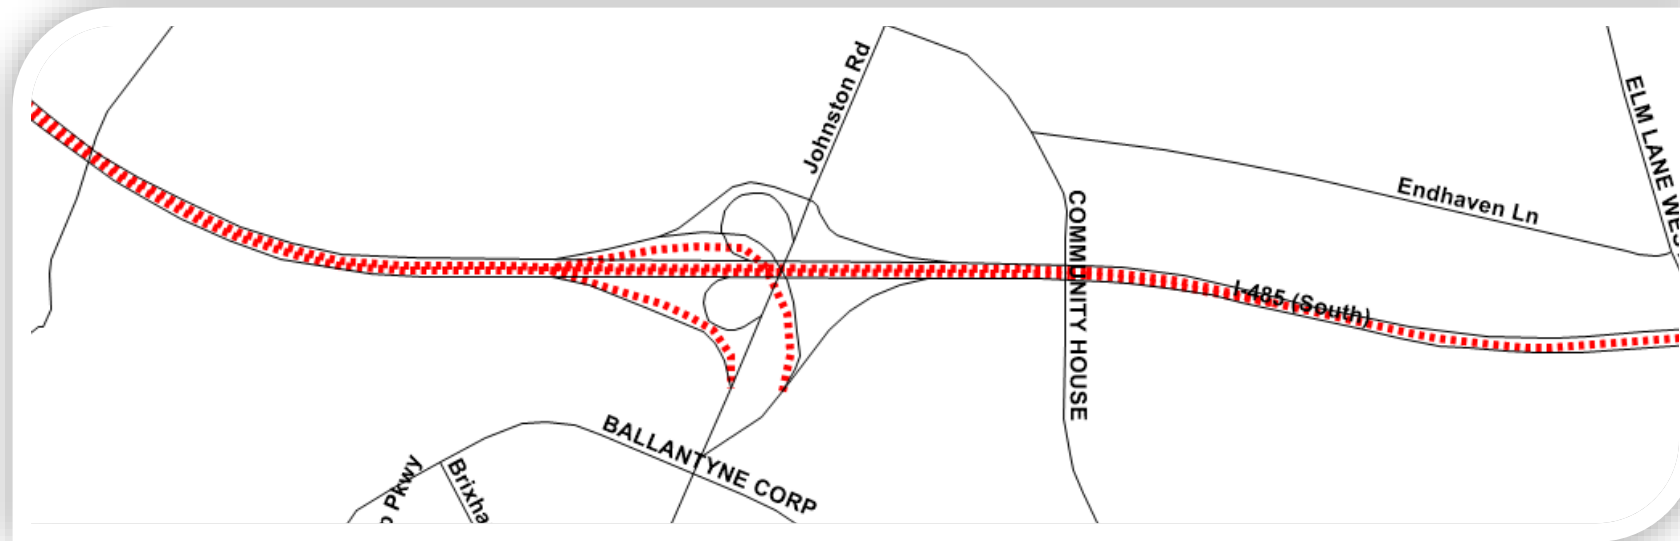 Johnston Rd
ELM LANE WES
Endhaven Ln
COMMUNITY HOUSE
I-485 (South)
BALLANTYNE CORP
Pkwy
Brixha